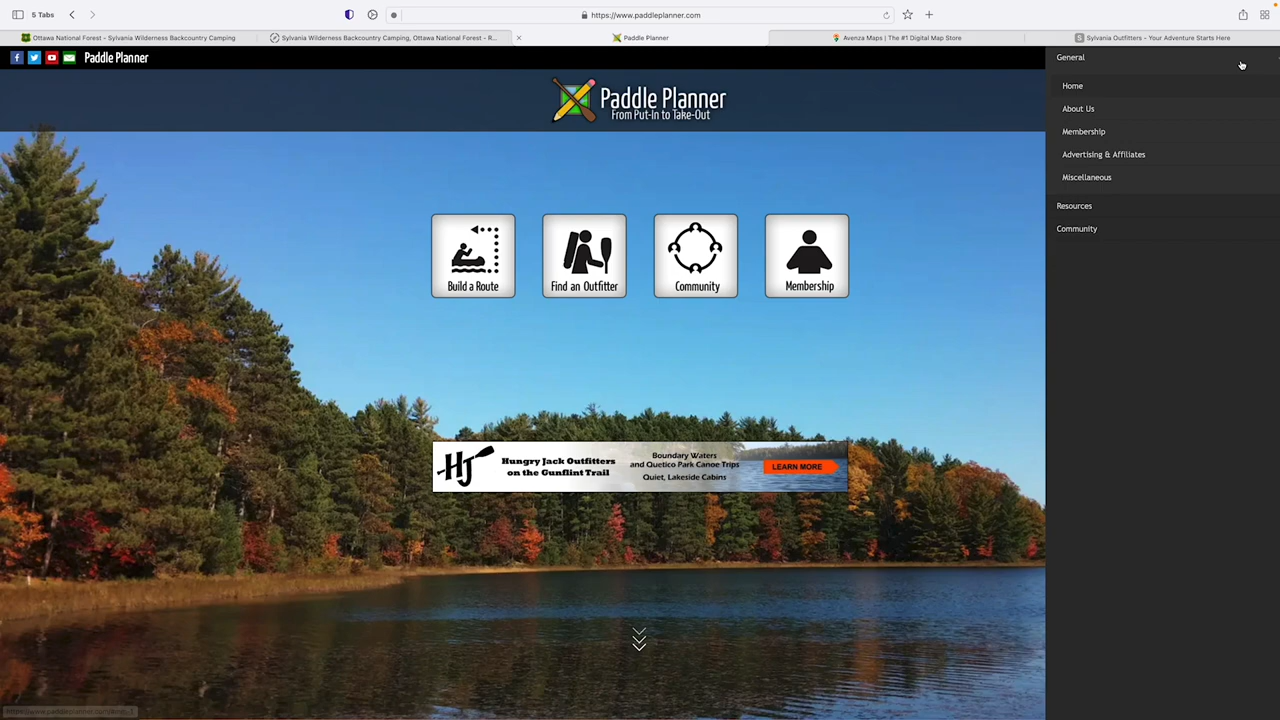 5 Tabs
https://www.paddleplanner.com
Ottawa National Forest - Sylvania Wilderness Backcountry Camping
Sylvania Wilderness Backcountry Camping, Ottawa National Forest - R...
Paddle Planner
Avenza Maps | The #1 Digital Map Store
S
Sylvania Outfitters - Your Adventure Starts Here
Paddle Planner
General
Home
About Us
Membership
Advertising & Affiliates
Miscellaneous
Resources
Community
Paddle Planner
From Put-In to Take-Out
Build a Route
Find an Outfitter
Community
Membership
HJ
Hungry Jack Outfitters
on the Gunflint Trail
Boundary Waters
and Quetico Park Canoe Trips
Quiet, Lakeside Cabins
LEARN MORE